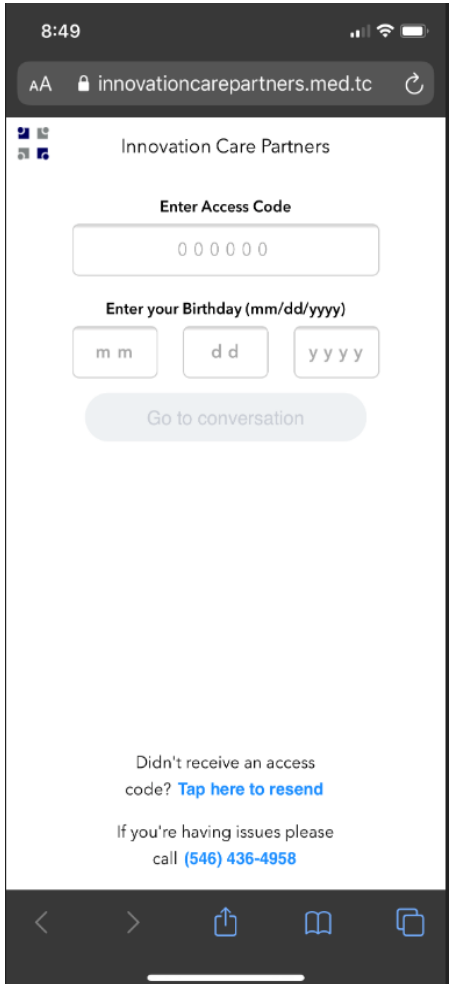 8:49
AA innovationcarepartners.med.tc
Innovation Care Partners
Enter Access Code
000000
Enter your Birthday (mm/dd/yyyy)
mm dd yyyy
Go to conversation
Didn't receive an access
code? Tap here to resend
If you're having issues please
call (546) 436-4958